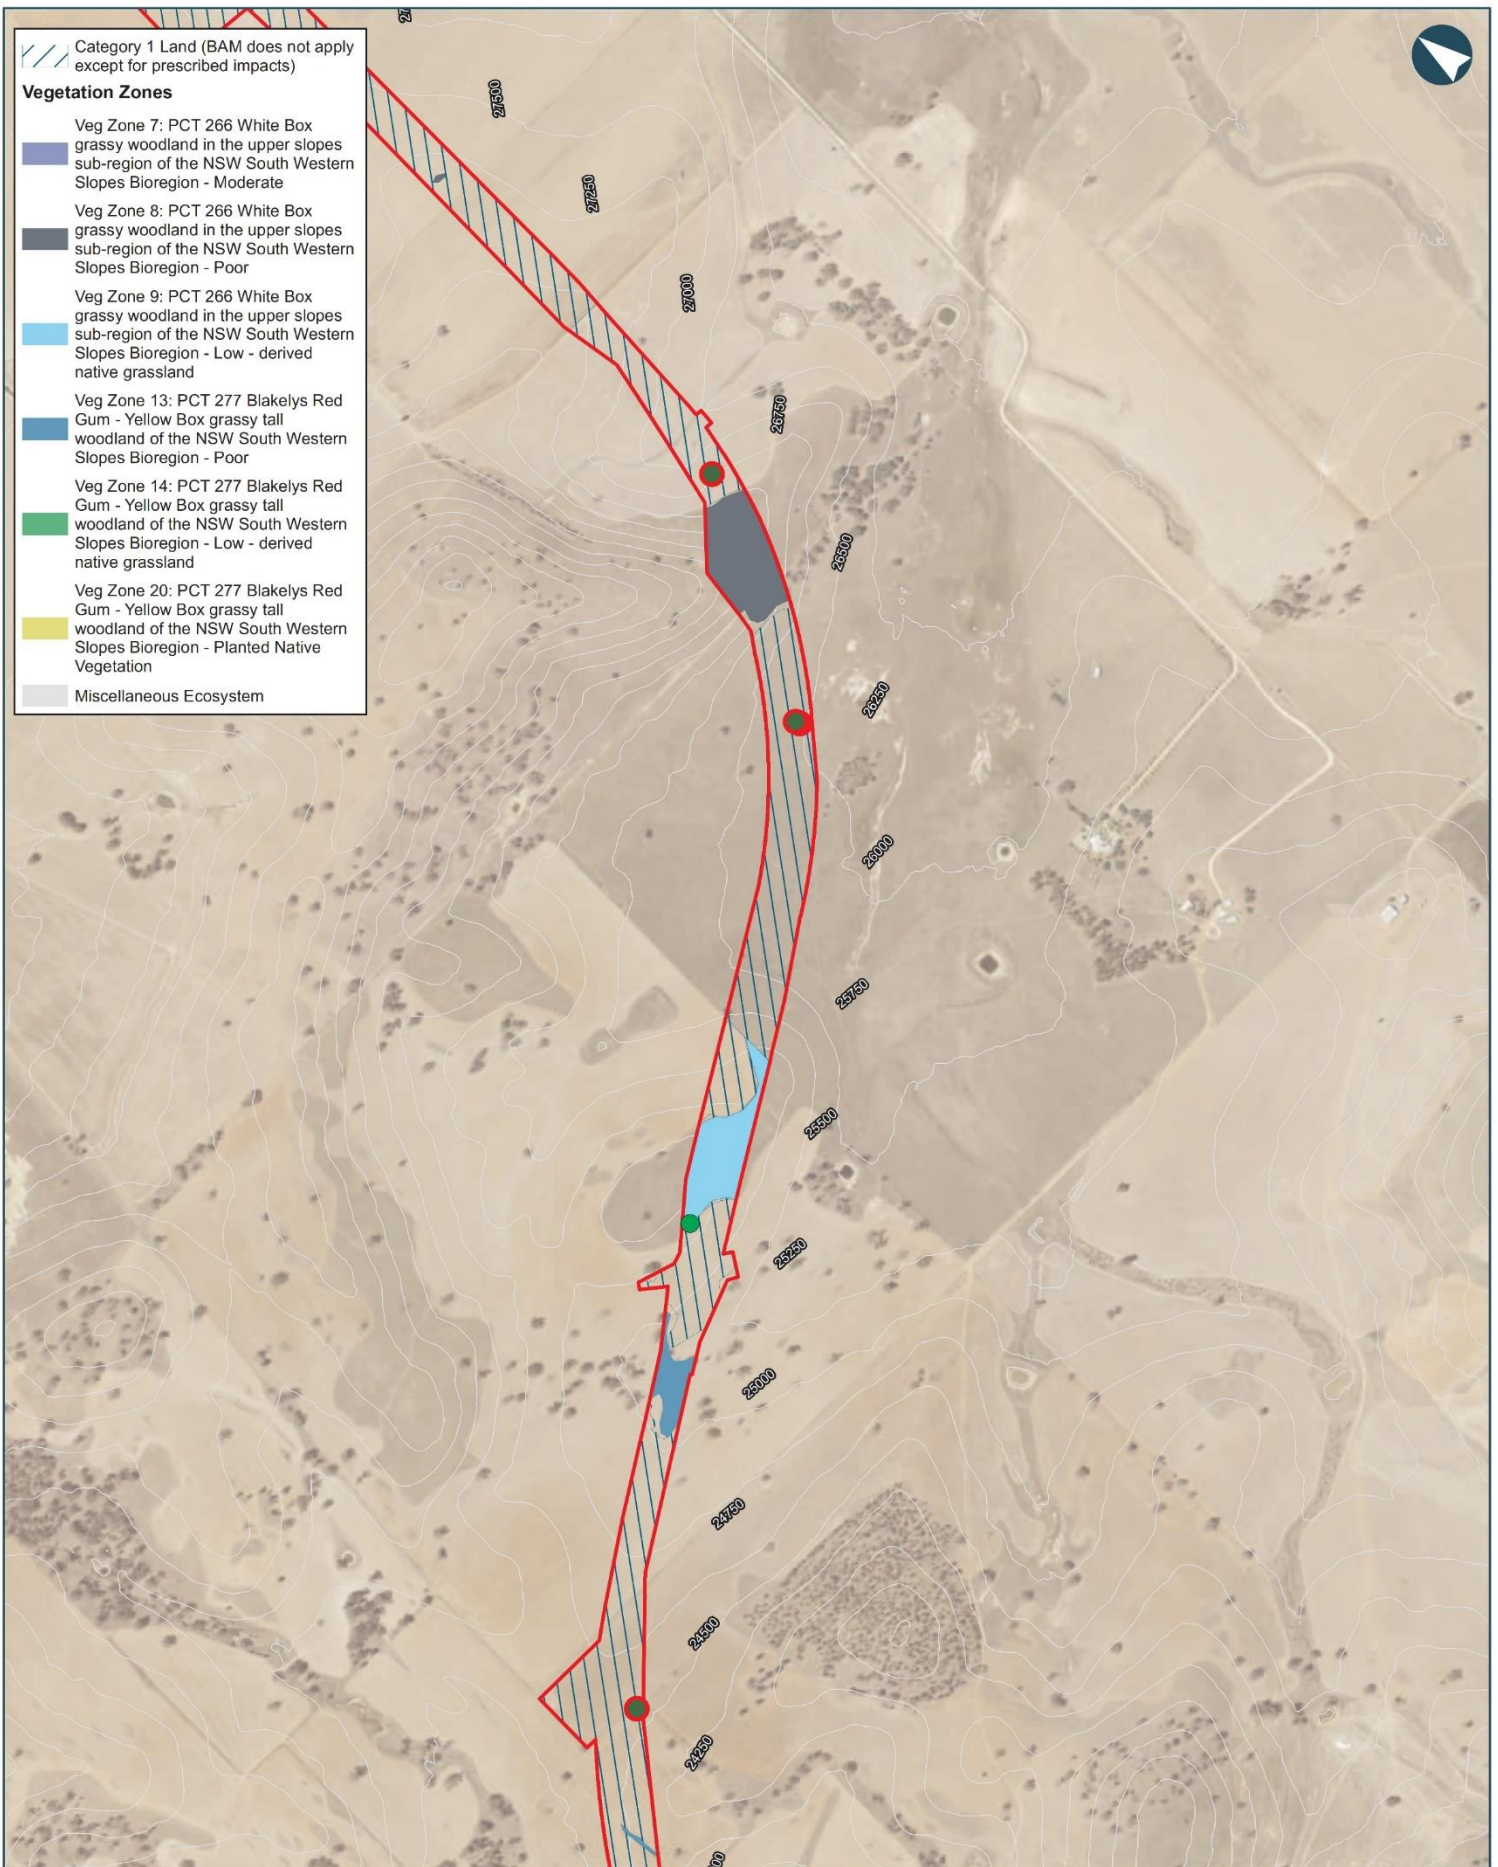 27
Category 1 Land (BAM does not apply
except for prescribed impacts)
Vegetation Zones
Veg Zone 7: PCT 266 White Box
grassy woodland in the upper slopes
sub-region of the NSW South Western
Slopes Bioregion - Moderate
Veg Zone 8: PCT 266 White Box
grassy woodland in the upper slopes
sub-region of the NSW South Western
Slopes Bioregion - Poor
Veg Zone 9: PCT 266 White Box
grassy woodland in the upper slopes
sub-region of the NSW South Western
Slopes Bioregion - Low - derived
native grassland
Veg Zone 13: PCT 277 Blakelys Red
Gum - Yellow Box grassy tall
woodland of the NSW South Western
Slopes Bioregion - Poor
Veg Zone 14: PCT 277 Blakelys Red
Gum - Yellow Box grassy tall
woodland of the NSW South Western
Slopes Bioregion - Low - derived
native grassland
Veg Zone 20: PCT 277 Blakelys Red
Gum - Yellow Box grassy tall
woodland of the NSW South Western
Slopes Bioregion - Planted Native
Vegetation
Miscellaneous Ecosystem
27500
27250
27000
26750
26500
26250
26000
25750
25500
25250
25000
24750
24500
24250